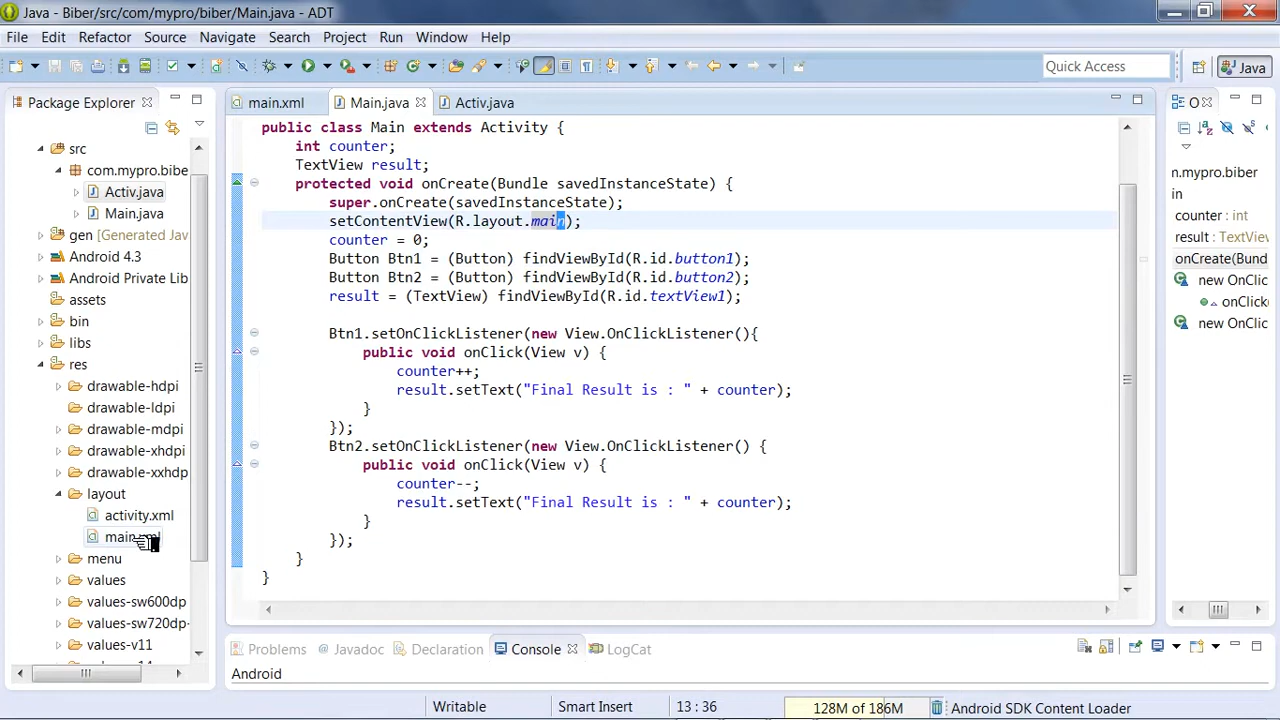 Java - Biber/src/com/mypro/biber/Main.java - ADT
File Edit Refactor Source Navigate Search Project Run Window Help
Quick Access
Java
Package Explorer
src
com.mypro.bibe
Activ.java
Main.java
gen [Generated Jav
Android 4.3
Android Private Lib
assets
bin
libs
res
drawable-hdpi
drawable-ldpi
drawable-mdpi
drawable-xhdpi
drawable-xxhdp
layout
activity.xml
main.xml
menu
values
values-sw600dp
values-sw720dp-
values-v11
main.xml Main.java Activ.java
public class Main extends Activity {
int counter;
TextView result;
protected void onCreate(Bundle savedInstanceState) {
super.onCreate(savedInstanceState);
setContentView(R.layout.main);
counter = 0;
Button Btn1 = (Button) findViewById(R.id.button1);
Button Btn2 = (Button) findViewById(R.id.button2);
result = (TextView) findViewById(R.id.textView1);
Btn1.setOnClickListener(new View.OnClickListener(){
public void onClick(View v) {
counter++;
result.setText("Final Result is : " + counter);
}
});
Btn2.setOnClickListener(new View.OnClickListener() {
public void onClick(View v) {
counter--;
result.setText("Final Result is : " + counter);
}
});
}
}
O
n.mypro.biber
in
counter : int
result : TextView
onCreate(Bund
new OnClic
onClick(
new OnClic
Problems @ Javadoc Declaration Console LogCat
Android
Writable Smart Insert 13 : 36 128M of 186M Android SDK Content Loader